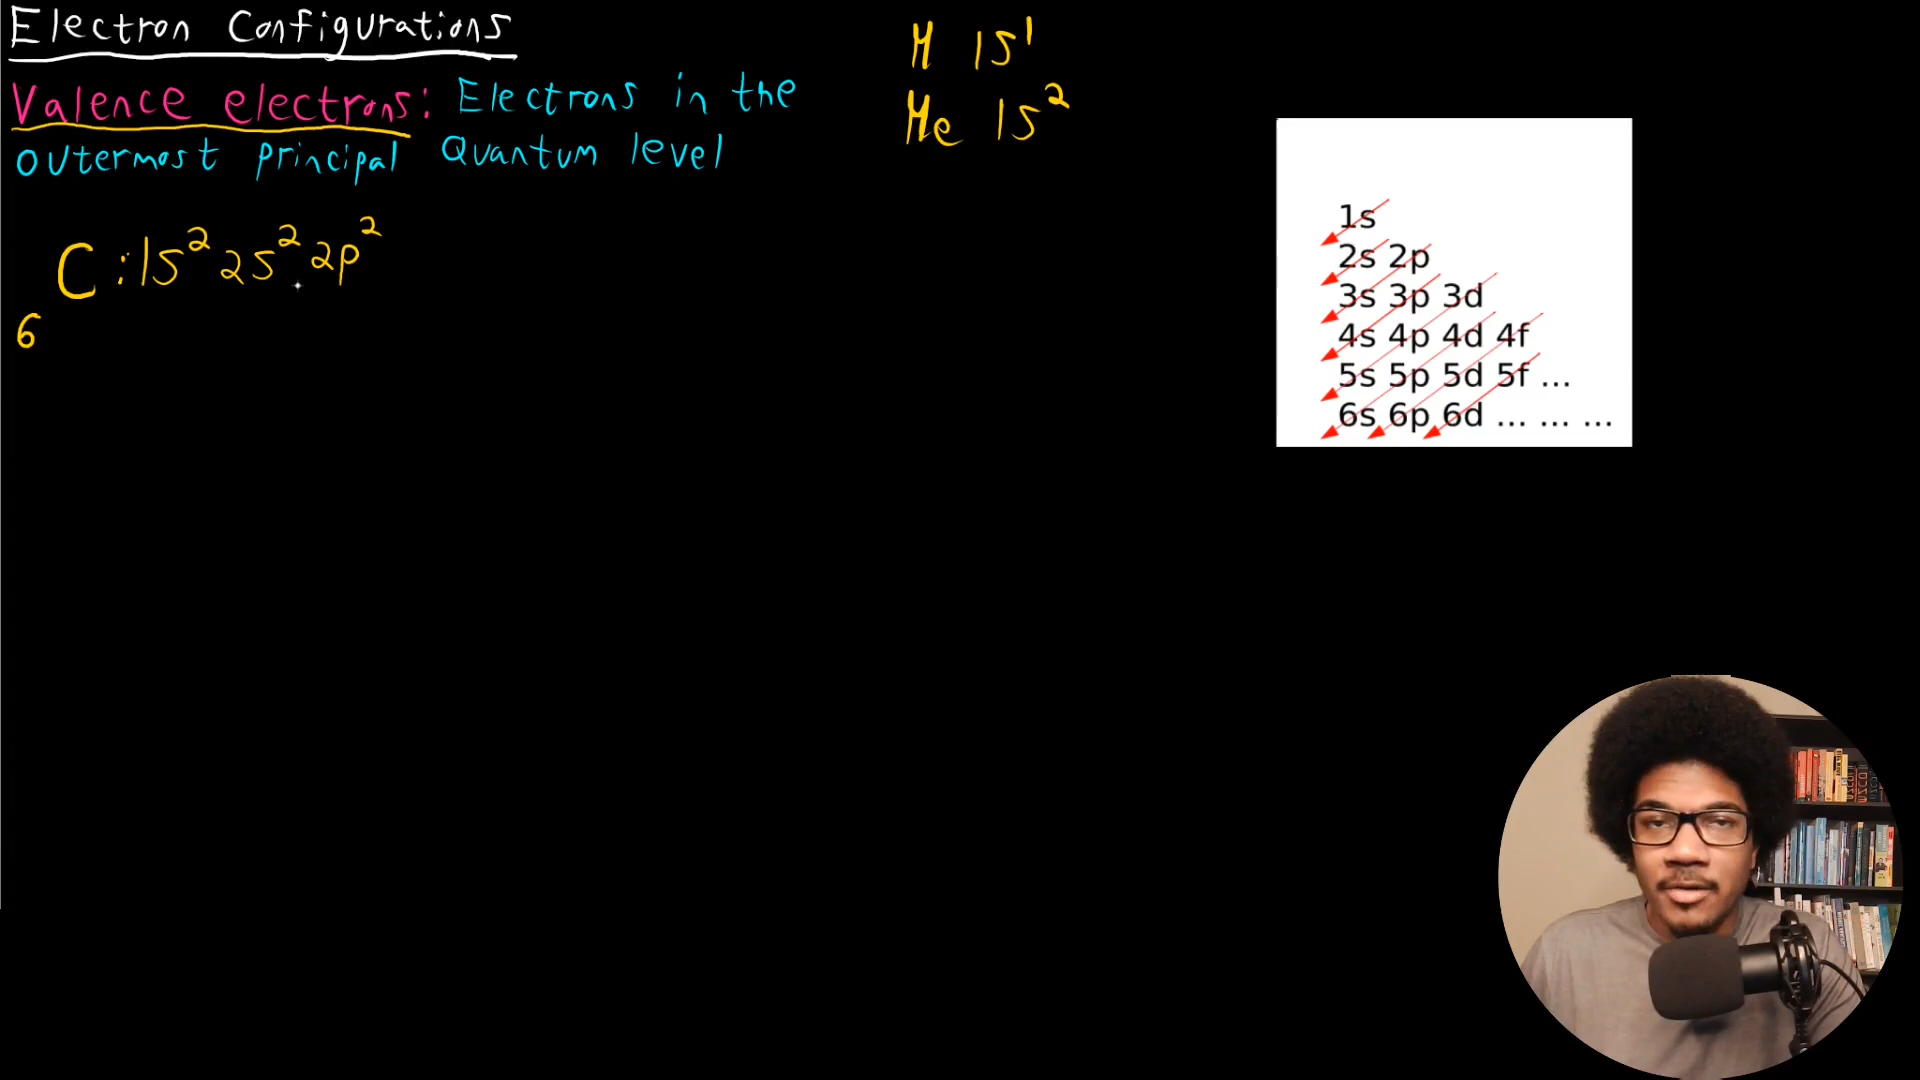 Electron Configurations
Valence electrons: Electrons in the
outermost principal Quantum level
H 1s¹
He 1s²
C : 1s² 2s² 2p²
6
1s
2s 2p
3s 3p 3d
4s 4p 4d 4f
5s 5p 5d 5f ...
6s 6p 6d ... ... ...